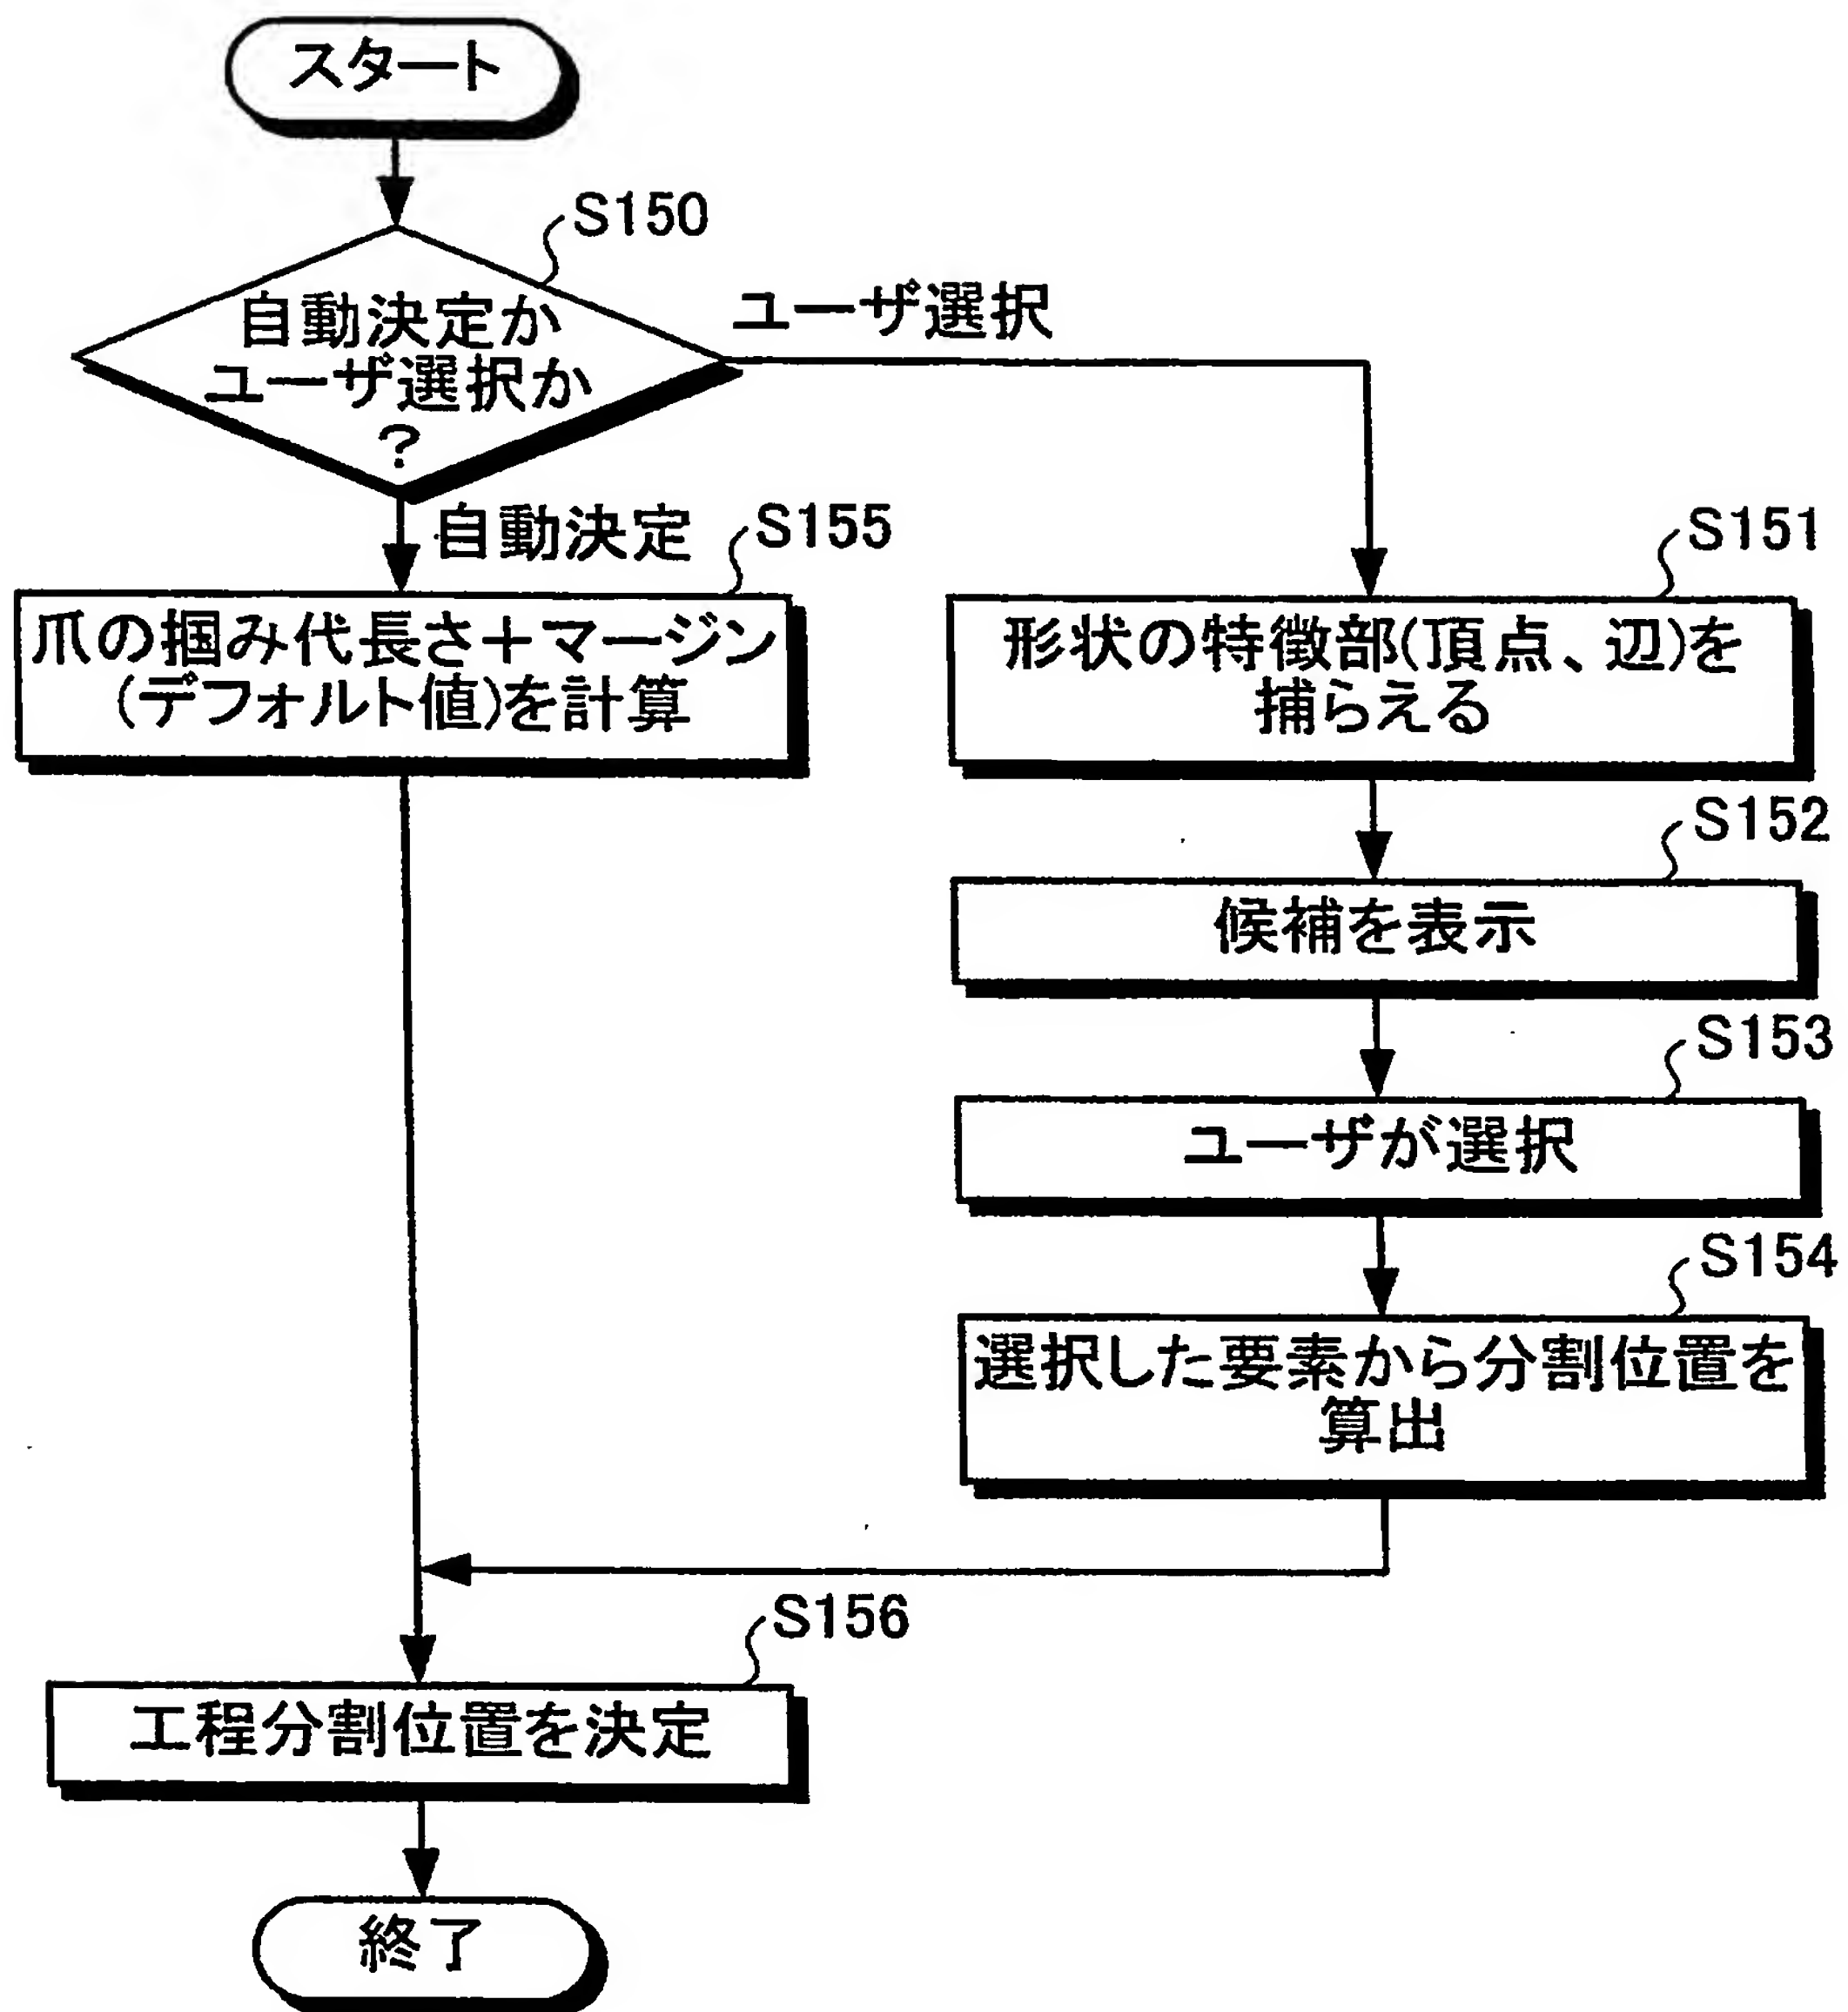 スタート
S150
自動決定か
ユーザ選択か
?
ユーザ選択
自動決定
S155
爪の掴み代長さ＋マージン
(デフォルト値)を計算
S151
形状の特徴部(頂点、辺)を
捕らえる
S152
候補を表示
S153
ユーザが選択
S154
選択した要素から分割位置を
算出
S156
工程分割位置を決定
終了